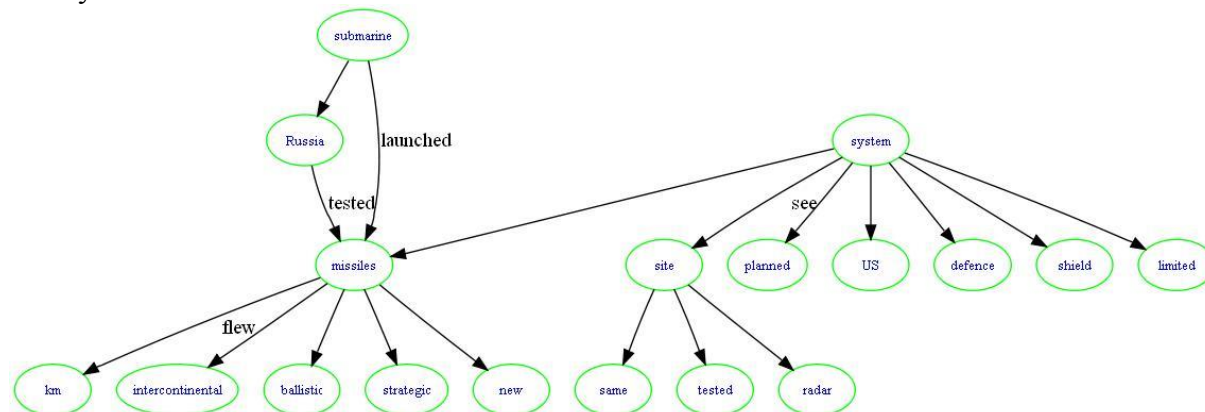 submarine
Russia
launched
system
tested
see
missiles
site
planned
US
defence
shield
limited
flew
km
intercontinental
ballistic
strategic
new
same
tested
radar